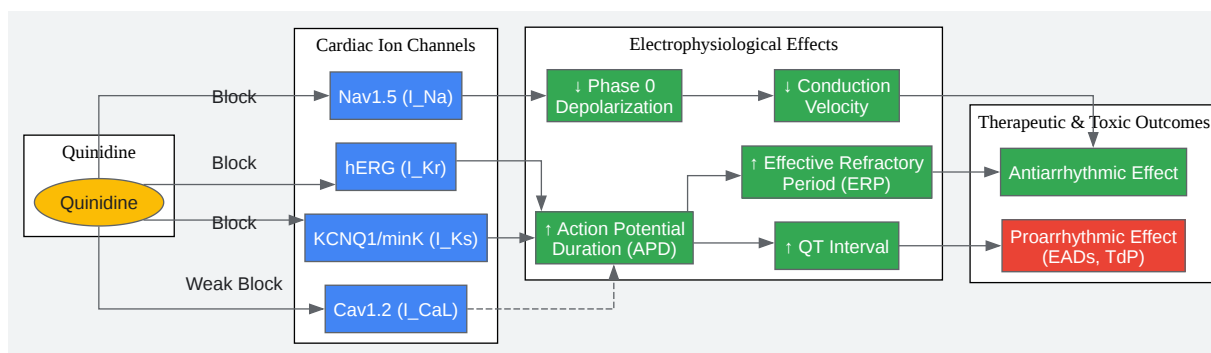 Cardiac Ion Channels
Electrophysiological Effects
Therapeutic & Toxic Outcomes
Quinidine
Quinidine
Block
Block
Block
Weak Block
Nav1.5 (I_Na)
hERG (I_Kr)
KCNQ1/minK (I_Ks)
Cav1.2 (I_CaL)
↓ Phase 0
Depolarization
↓ Conduction
Velocity
↑ Effective Refractory
Period (ERP)
↑ Action Potential
Duration (APD)
↑ QT Interval
Antiarrhythmic Effect
Proarrhythmic Effect
(EADs, TdP)